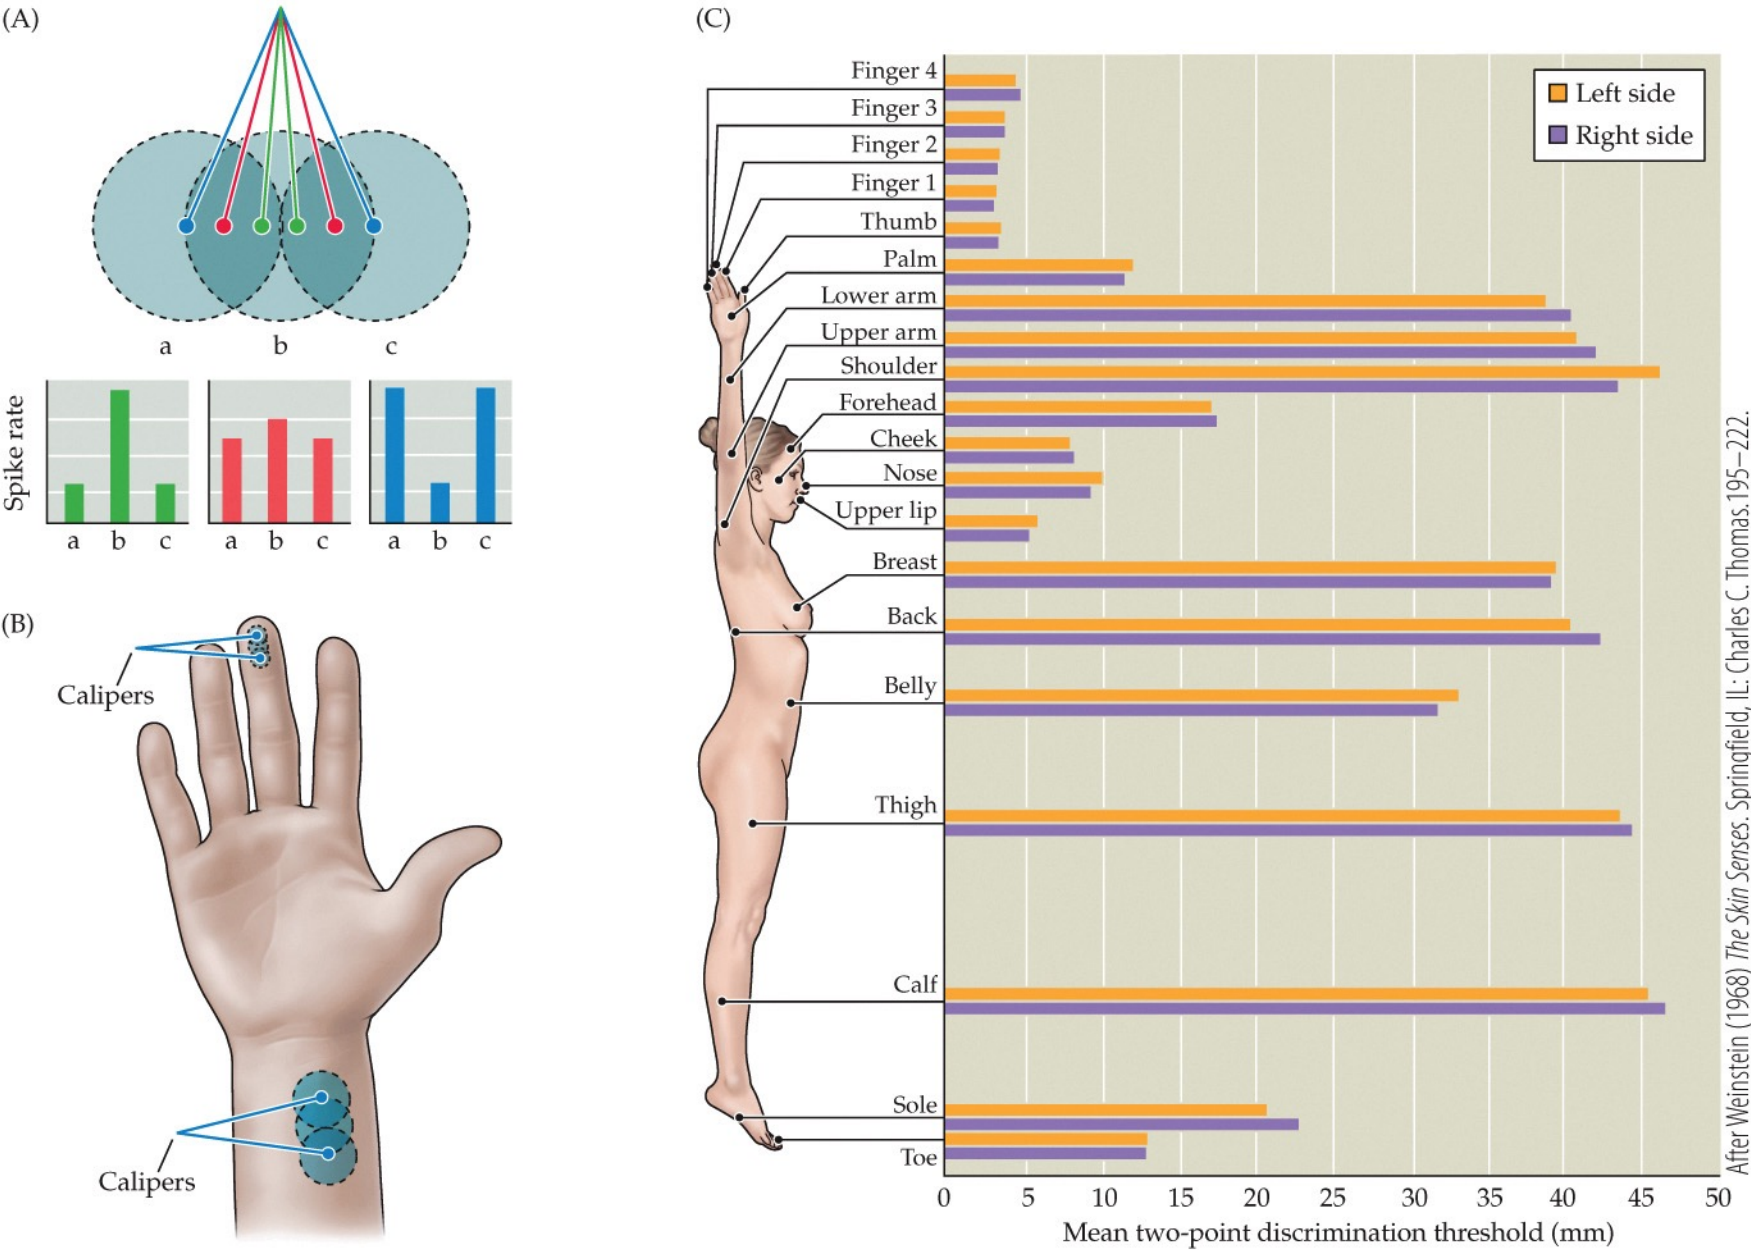 (A)
a b c
Spike rate
a b c
a b c
a b c
(B)
Calipers
Calipers
(C)
Finger 4
Finger 3
Finger 2
Finger 1
Thumb
Palm
Lower arm
Upper arm
Shoulder
Forehead
Cheek
Nose
Upper lip
Breast
Back
Belly
Thigh
Calf
Sole
Toe
Left side
Right side
0 5 10 15 20 25 30 35 40 45 50
Mean two-point discrimination threshold (mm)
After Weinstein (1968) The Skin Senses. Springfield, IL: Charles C. Thomas. 195–222.